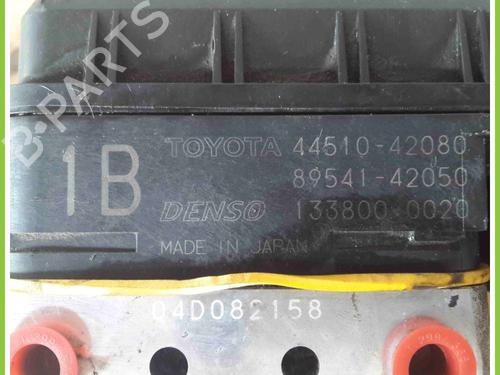 B-PARTS
1B
TOYOTA 44510-42080
89541-42050
DENSO 133800-0020
MADE IN JAPAN
04D082158